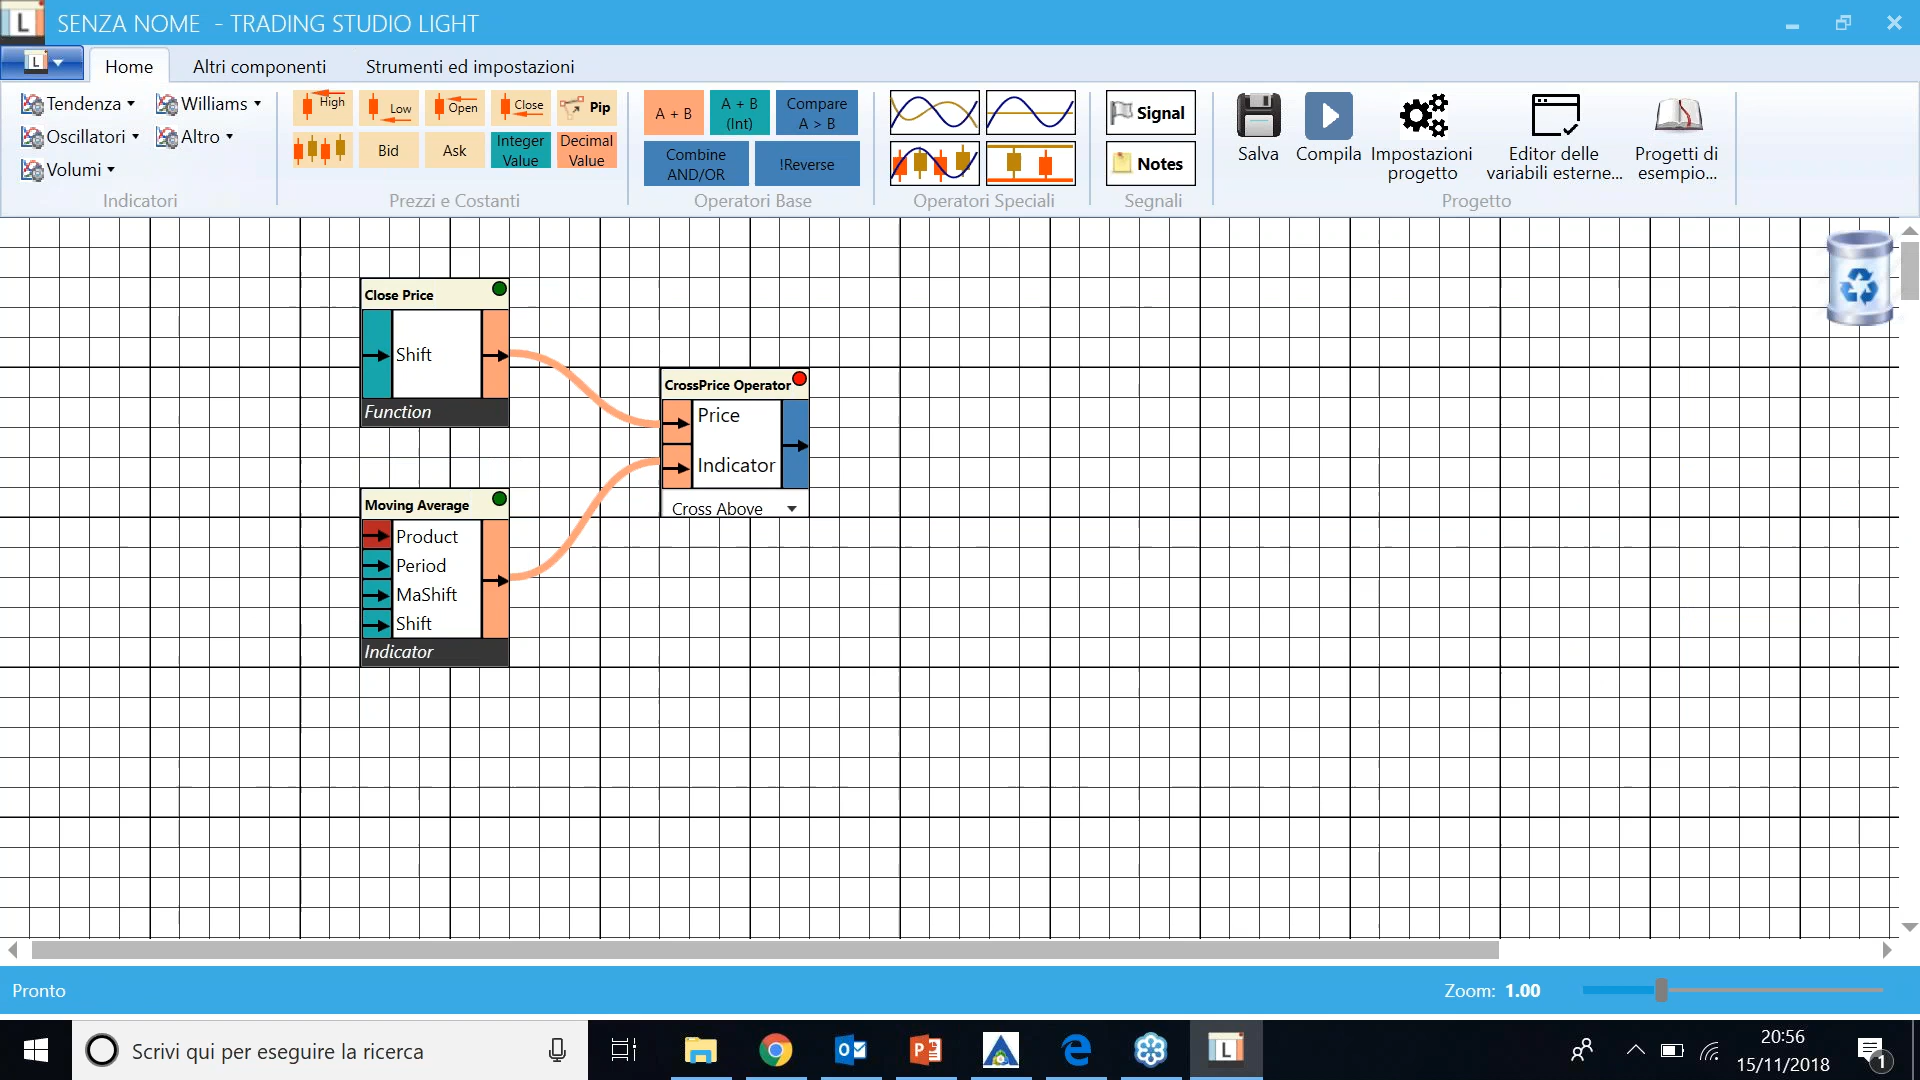 SENZA NOME - TRADING STUDIO LIGHT
Home
Altri componenti
Strumenti ed impostazioni
Tendenza
Williams
Oscillatori
Altro
Volumi
Indicatori
High
Low
Open
Close
Pip
Bid
Ask
Integer
Value
Decimal
Value
Prezzi e Costanti
A + B
A + B
(Int)
Compare
A > B
Combine
AND/OR
!Reverse
Operatori Base
Operatori Speciali
Signal
Notes
Segnali
Salva
Compila
Impostazioni
progetto
Editor delle
variabili esterne...
Progetti di
esempio...
Progetto
Close Price
Shift
Function
CrossPrice Operator
Price
Indicator
Cross Above
Moving Average
Product
Period
MaShift
Shift
Indicator
Pronto
Zoom: 1.00
Scrivi qui per eseguire la ricerca
20:56
15/11/2018
1